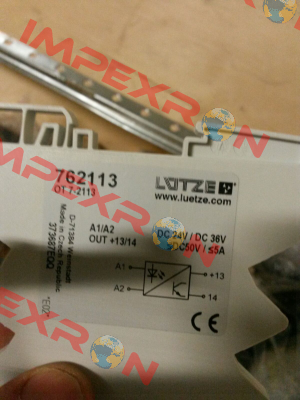 IMPEXRON
762113
OT 7-2113
LÜTZE
www.luetze.com
A1/A2
OUT +13/14
DC 24V / DC 36V
DC50V / ≤5A
D-71384 Weinstadt
Made in Czech Republic
A1
A2
+13
14
CE
IMPEXRON